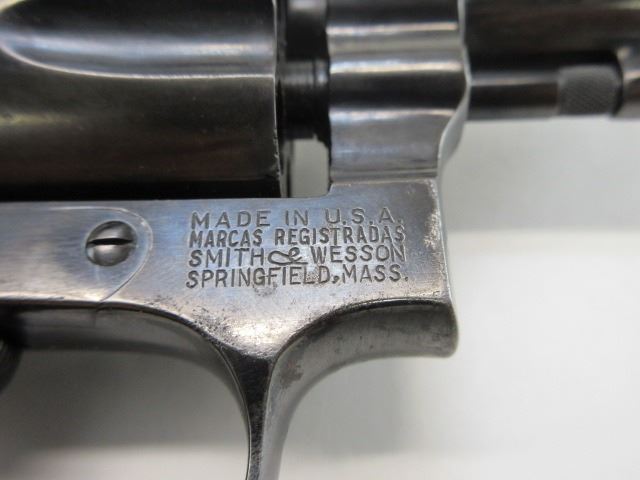 MADE IN U.S.A.
MARCAS REGISTRADAS
SMITH & WESSON
SPRINGFIELD, MASS.